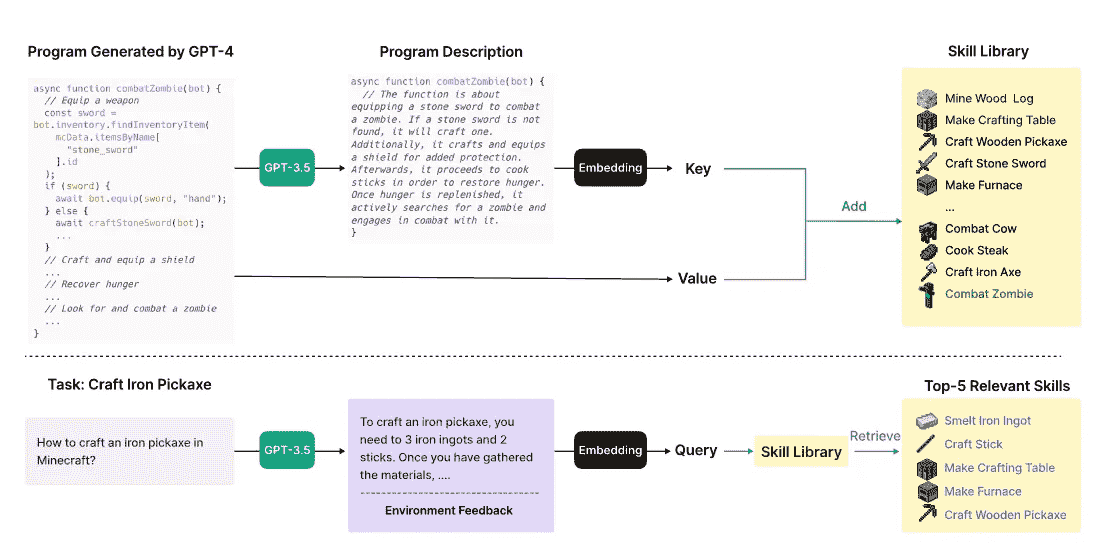 Program Generated by GPT-4
Program Description
Skill Library
async function combatZombie(bot) {
// Equip a weapon
const sword =
bot.inventory.findInventoryItem(
mcData.itemsByName[
"stone_sword"
].id
);
if (sword) {
await bot.equip(sword, "hand");
} else {
await craftStoneSword(bot);
...
}
// Craft and equip a shield
...
// Recover hunger
...
// Look for and combat a zombie
...
}
GPT-3.5
async function combatZombie(bot) {
// The function is about
equipping a stone sword to combat
a zombie. If a stone sword is not
found, it will craft one.
Additionally, it crafts and equips
a shield for added protection.
Afterwards, it proceeds to cook
sticks in order to restore hunger.
Once hunger is replenished, it
actively searches for a zombie and
engages in combat with it.
}
Embedding
Key
Value
Add
Mine Wood Log
Make Crafting Table
Craft Wooden Pickaxe
Craft Stone Sword
Make Furnace
...
Combat Cow
Cook Steak
Craft Iron Axe
Combat Zombie
Task: Craft Iron Pickaxe
Top-5 Relevant Skills
How to craft an iron pickaxe in
Minecraft?
GPT-3.5
To craft an iron pickaxe, you
need to 3 iron ingots and 2
sticks. Once you have gathered
the materials, ....
Environment Feedback
Embedding
Query
Skill Library
Retrieve
Smelt Iron Ingot
Craft Stick
Make Crafting Table
Make Furnace
Craft Wooden Pickaxe